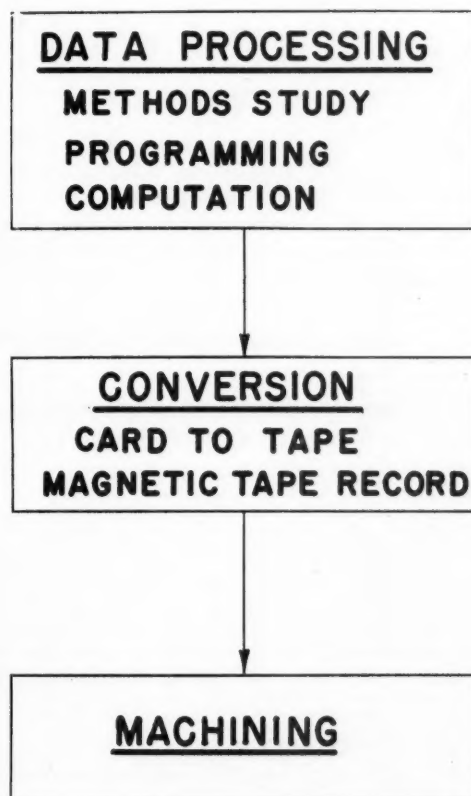 DATA PROCESSING
METHODS STUDY
PROGRAMMING
COMPUTATION
CONVERSION
CARD TO TAPE
MAGNETIC TAPE RECORD
MACHINING